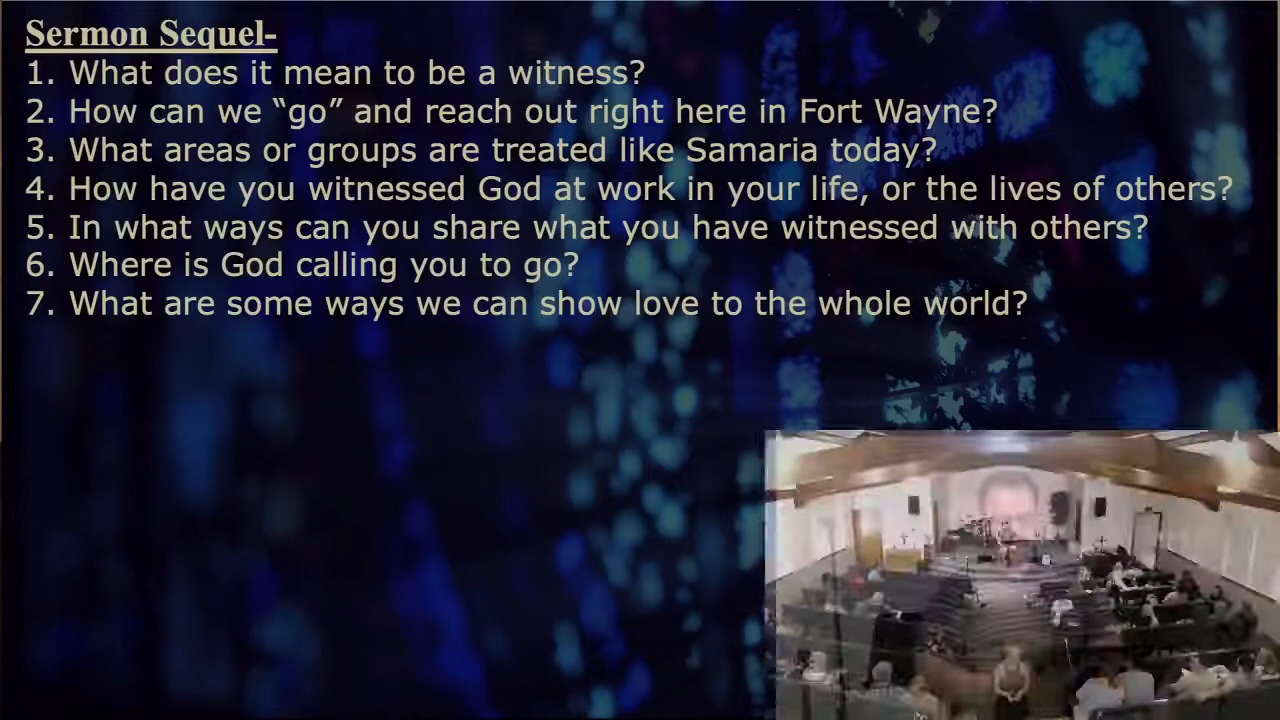 Sermon Sequel-
1. What does it mean to be a witness?
2. How can we “go” and reach out right here in Fort Wayne?
3. What areas or groups are treated like Samaria today?
4. How have you witnessed God at work in your life, or the lives of others?
5. In what ways can you share what you have witnessed with others?
6. Where is God calling you to go?
7. What are some ways we can show love to the whole world?